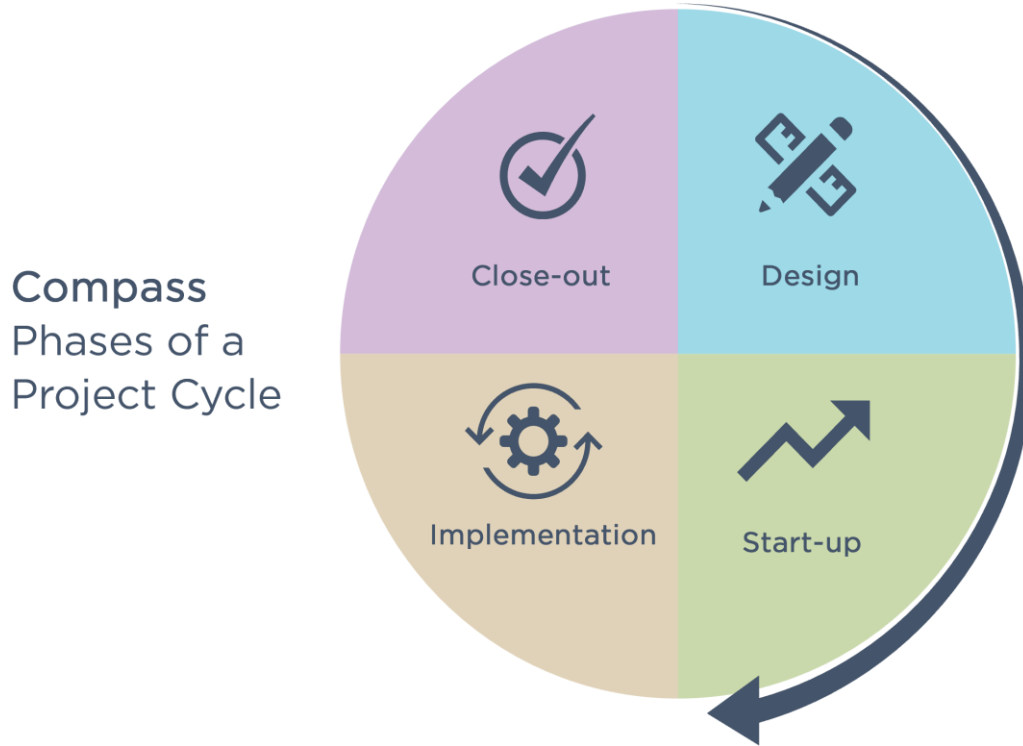 Compass
Phases of a
Project Cycle
Close-out
Design
Implementation
Start-up